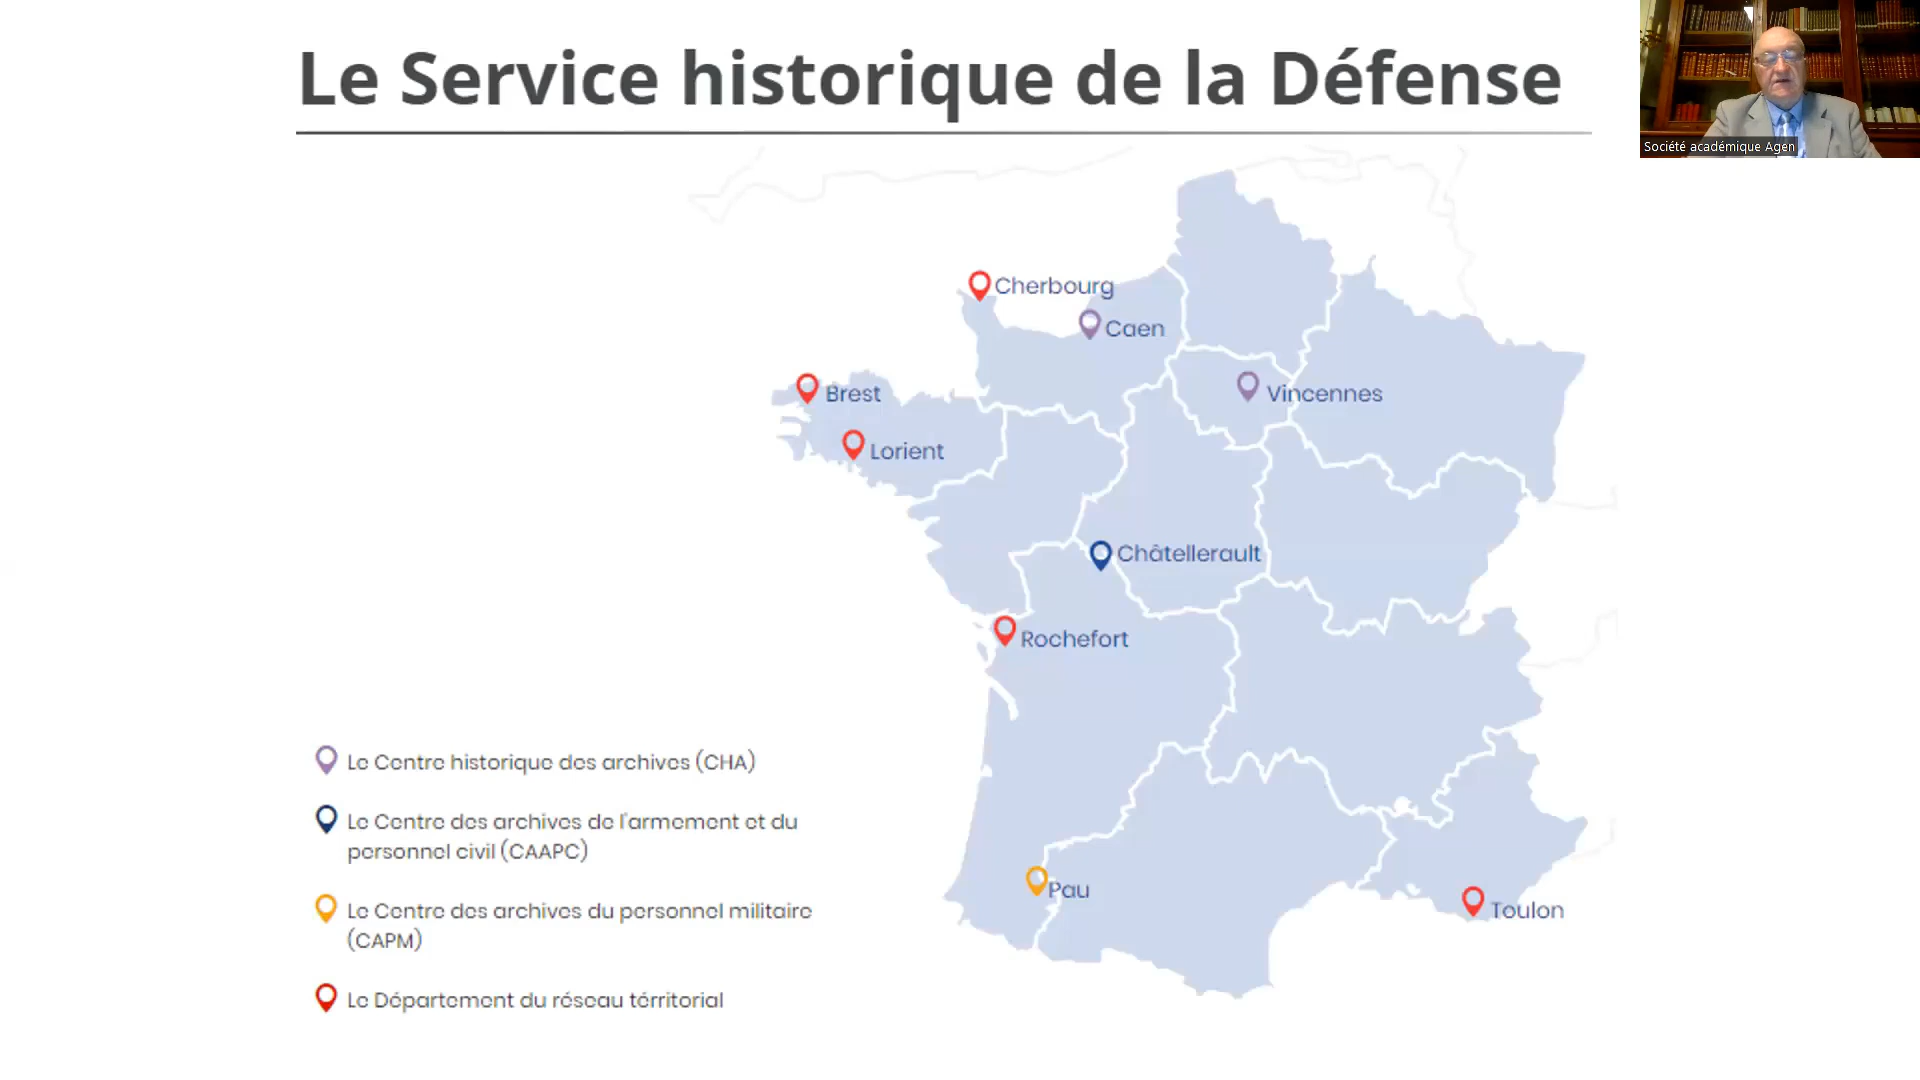 Le Service historique de la Défense
Société académique Agen
Cherbourg
Caen
Brest
Vincennes
Lorient
Châtellerault
Rochefort
Pau
Toulon
Le Centre historique des archives (CHA)
Le Centre des archives de l'armement et du
personnel civil (CAAPC)
Le Centre des archives du personnel militaire
(CAPM)
Le Département du réseau térritorial